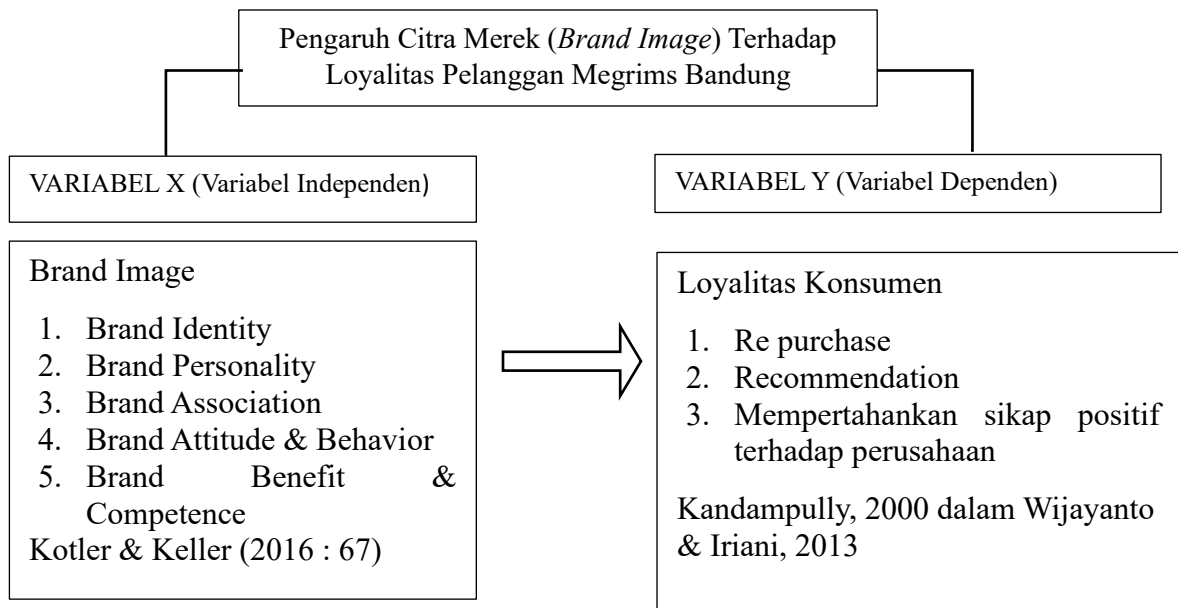 Pengaruh Citra Merek (Brand Image) Terhadap
Loyalitas Pelanggan Megrims Bandung
VARIABEL X (Variabel Independen)
VARIABEL Y (Variabel Dependen)
Brand Image
1. Brand Identity
2. Brand Personality
3. Brand Association
4. Brand Attitude & Behavior
5. Brand Benefit &
Competence
Kotler & Keller (2016 : 67)
Loyalitas Konsumen
1. Re purchase
2. Recommendation
3. Mempertahankan sikap positif
terhadap perusahaan
Kandampully, 2000 dalam Wijayanto
& Iriani, 2013